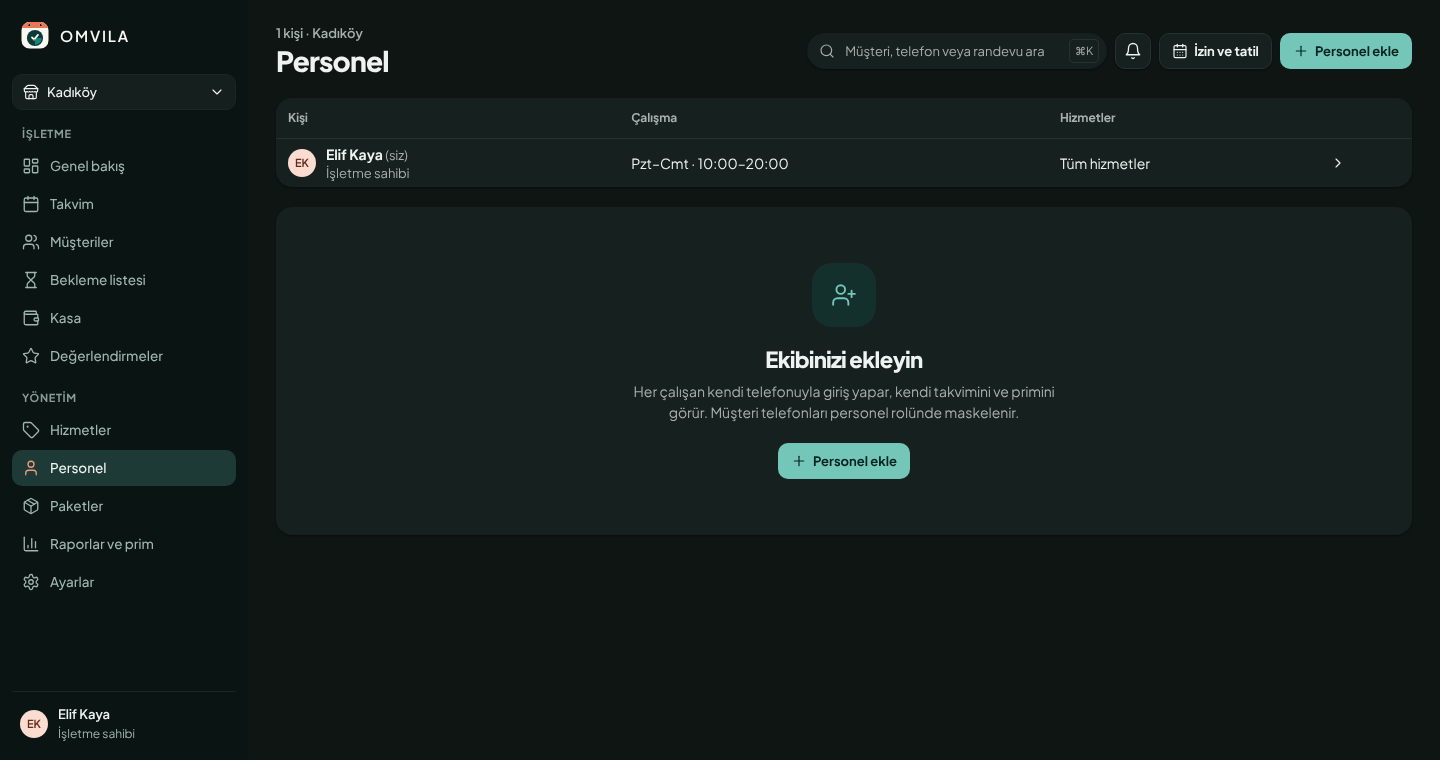 OMVILA
Kadıköy
İŞLETME
Genel bakış
Takvim
Müşteriler
Bekleme listesi
Kasa
Değerlendirmeler
YÖNETİM
Hizmetler
Personel
Paketler
Raporlar ve prim
Ayarlar
EK
Elif Kaya
İşletme sahibi
1 kişi · Kadıköy
Personel
Müşteri, telefon veya randevu ara ⌘K
İzin ve tatil
Personel ekle
Kişi Çalışma Hizmetler
EK Elif Kaya (siz) Pzt–Cmt · 10:00–20:00 Tüm hizmetler
İşletme sahibi
Ekibinizi ekleyin
Her çalışan kendi telefonuyla giriş yapar, kendi takvimini ve primini
görür. Müşteri telefonları personel rolünde maskelenir.
Personel ekle